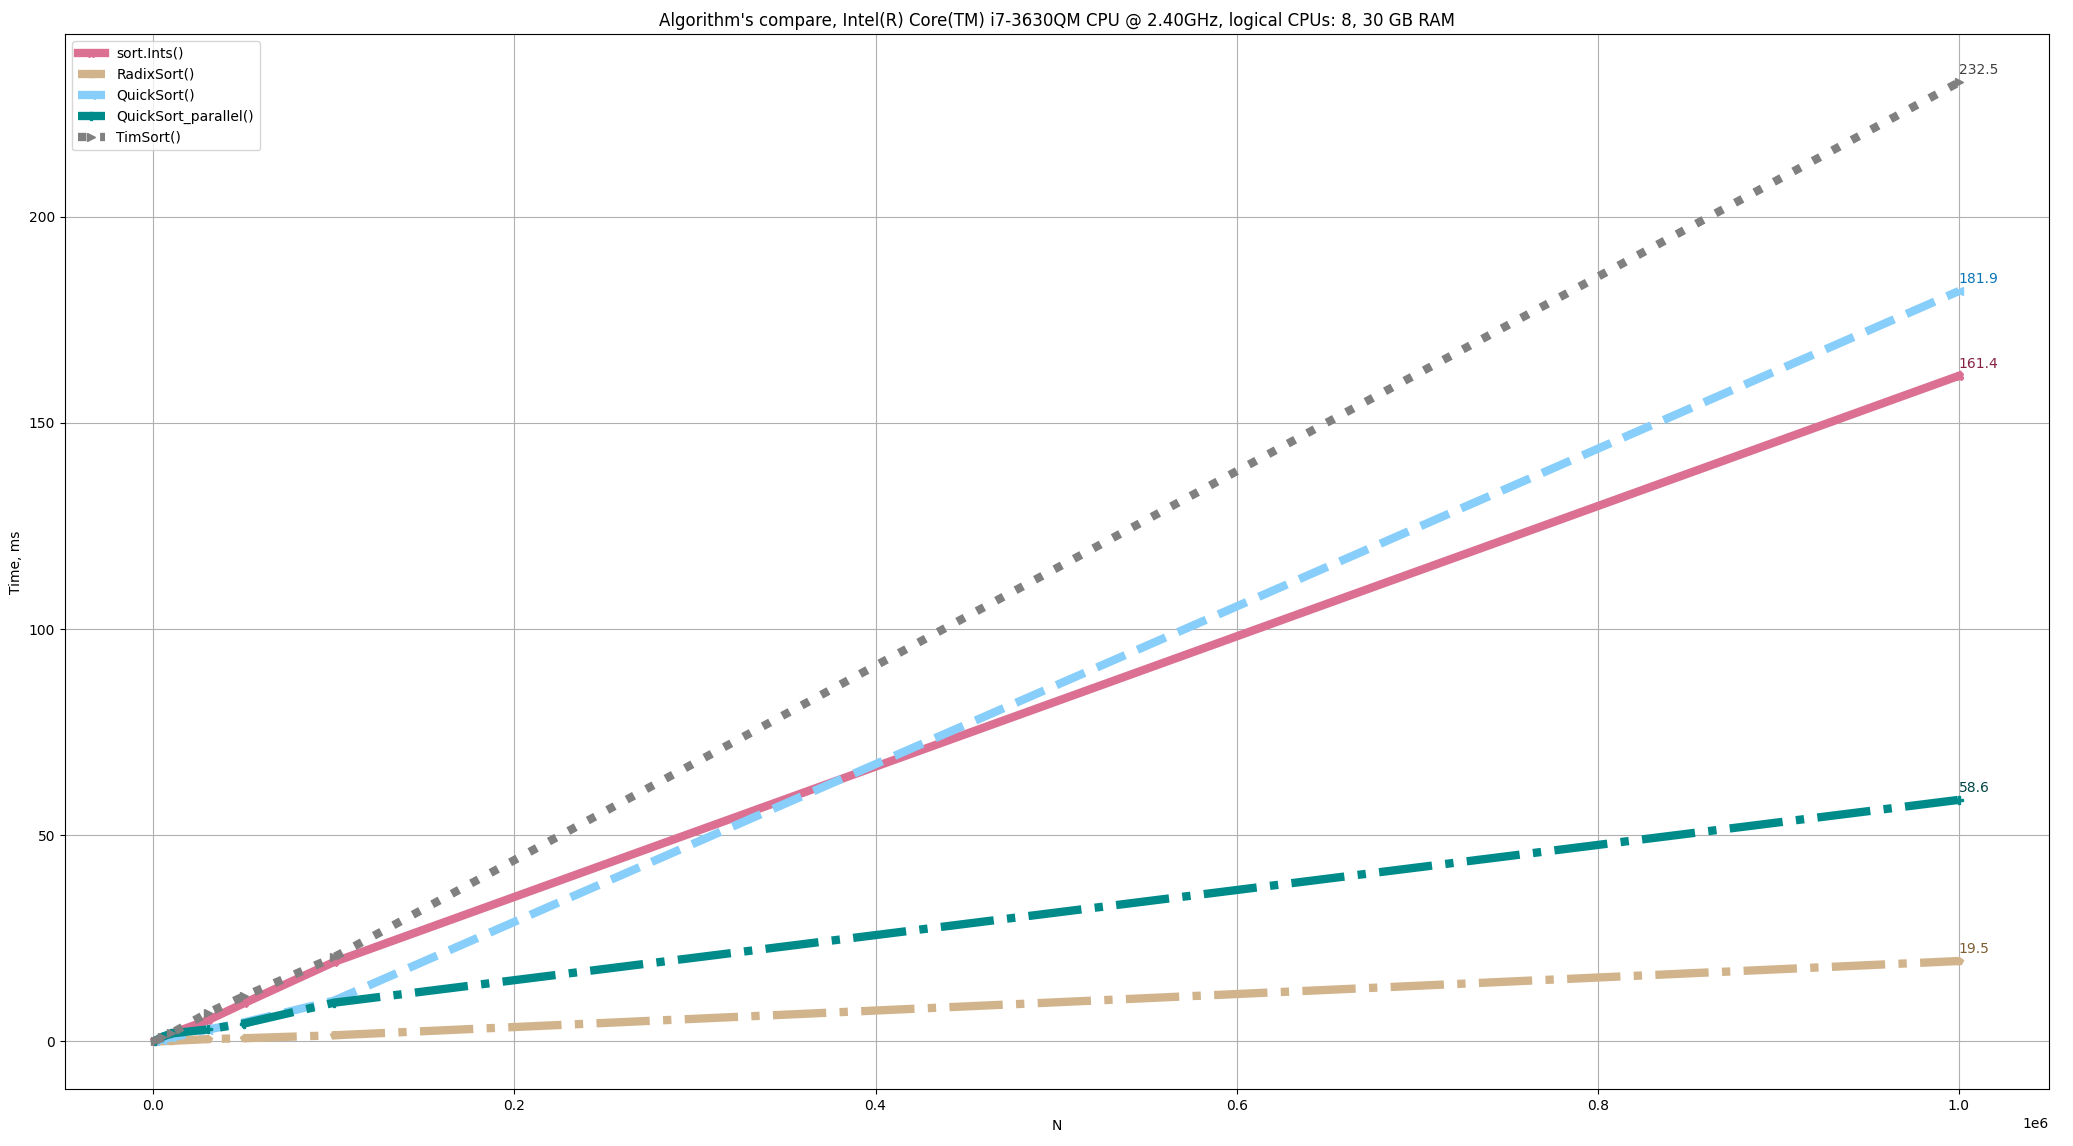 Algorithm's compare, Intel(R) Core(TM) i7-3630QM CPU @ 2.40GHz, logical CPUs: 8, 30 GB RAM
sort.Ints()
RadixSort()
QuickSort()
QuickSort_parallel()
TimSort()
232.5
181.9
161.4
58.6
19.5
Time, ms
200
150
100
50
0
0.0 0.2 0.4 0.6 0.8 1.0
1e6
N